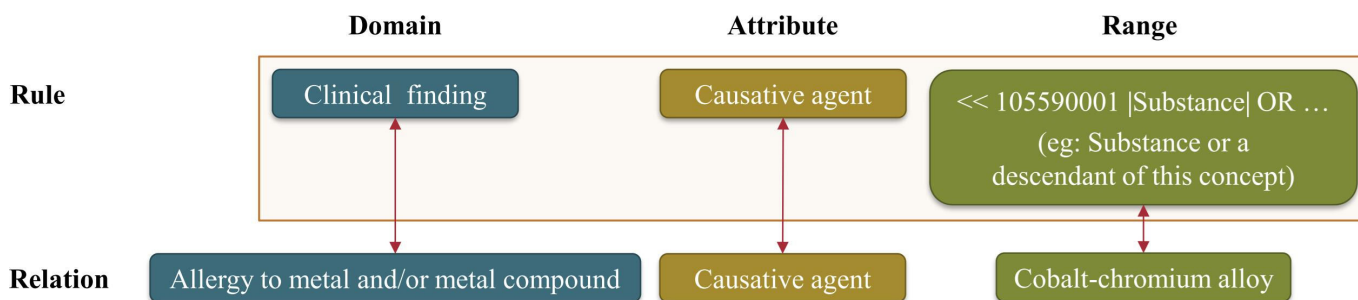 Domain Attribute Range
Rule Clinical finding Causative agent << 105590001 |Substance| OR …
(eg: Substance or a
descendant of this concept)
Relation Allergy to metal and/or metal compound Causative agent Cobalt-chromium alloy